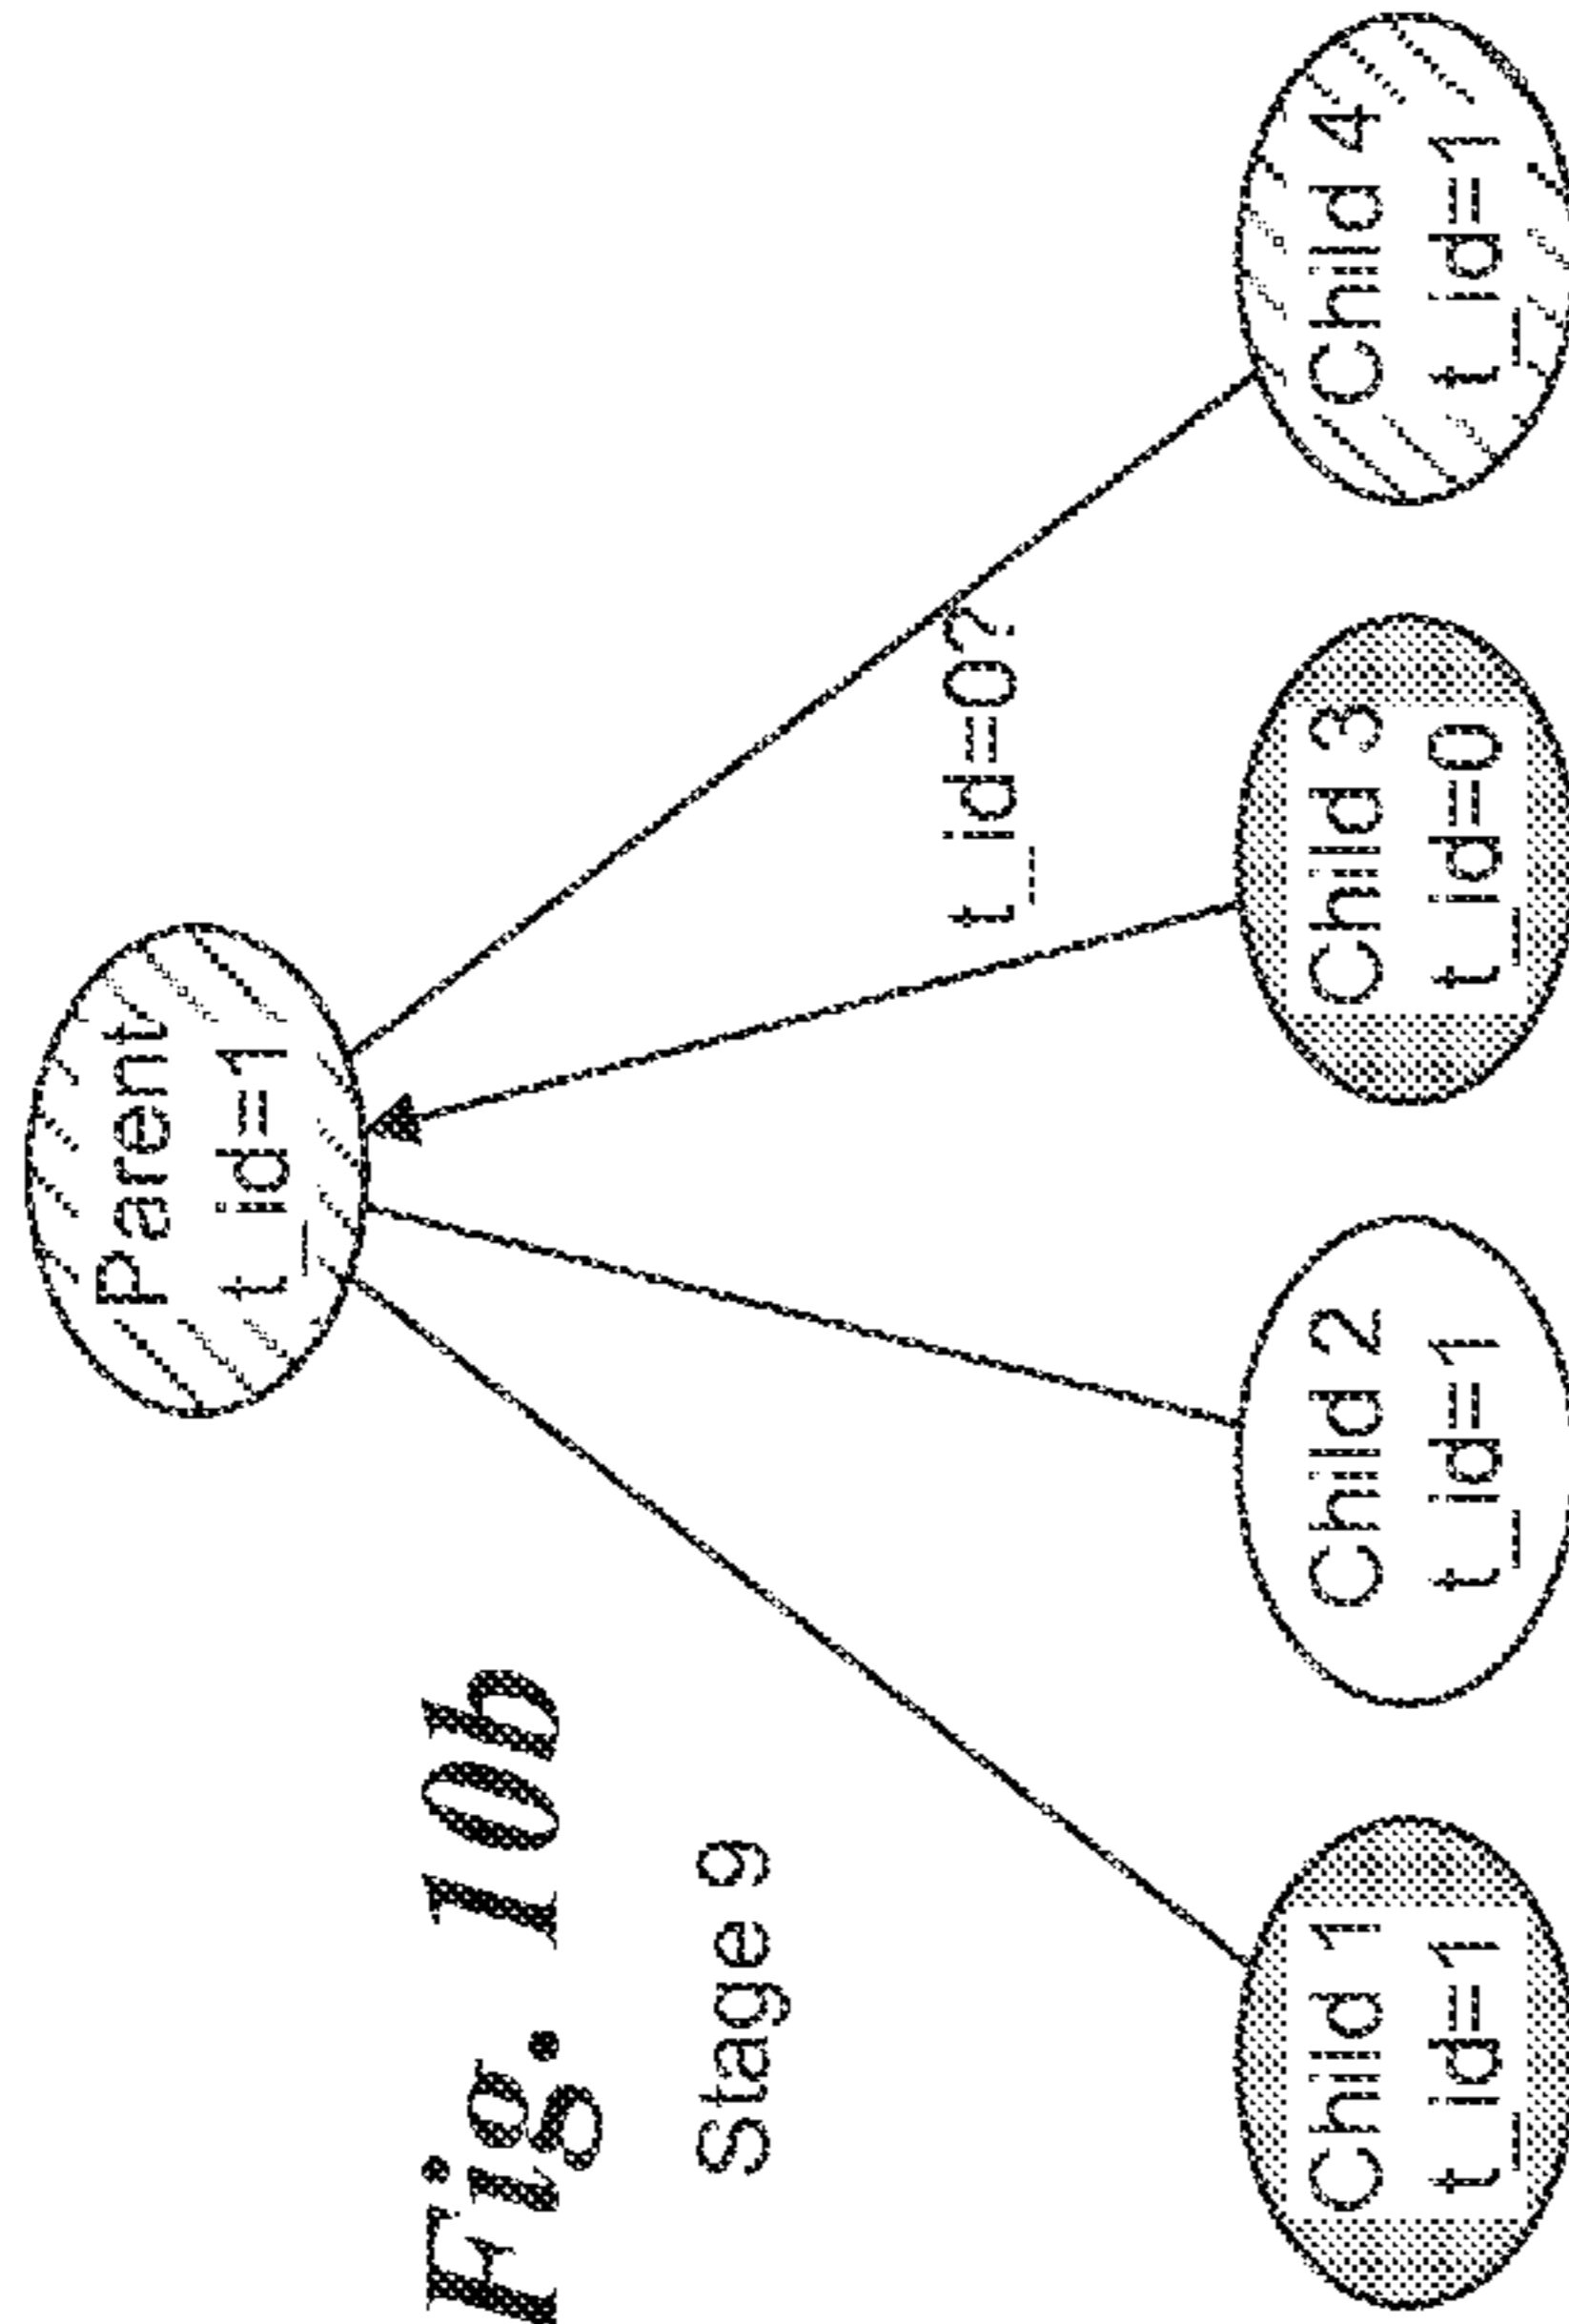 Parent
t_id=1
Fig. 10b
Stage 9
t_id=0?
Child 1
t_id=1
Child 2
t_id=1
Child 3
t_id=0
Child 4
t_id=1